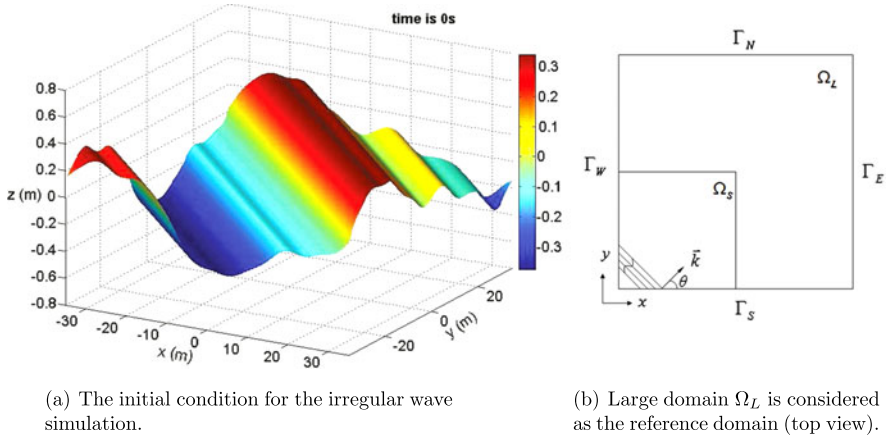 time is 0s
0.8
0.6
0.4
0.2
0
-0.2
-0.4
-0.6
-0.8
z (m)
-30
-20
-10
0
10
20
30
x (m)
-20
0
20
y (m)
0.3
0.2
0.1
0
-0.1
-0.2
-0.3
Γ_N
Ω_L
Γ_W
Ω_S
Γ_E
y
x
k⃗
θ
Γ_S
(a) The initial condition for the irregular wave
simulation.
(b) Large domain Ω_L is considered
as the reference domain (top view).